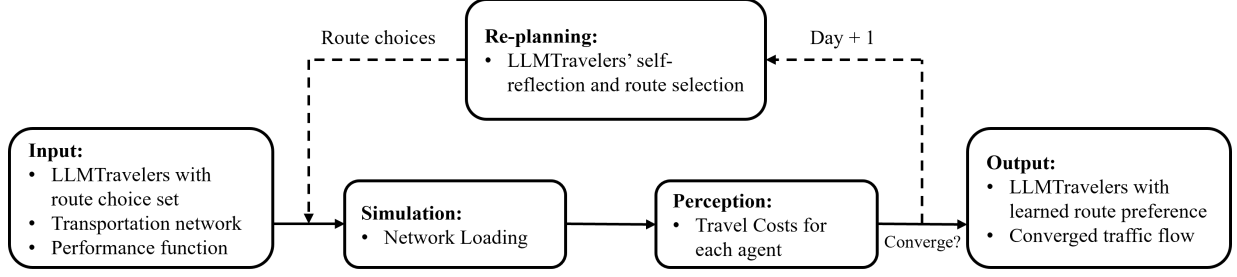 Route choices
Re-planning:
• LLMTravelers' self-
reflection and route selection
Day + 1
Input:
• LLMTravelers with
route choice set
• Transportation network
• Performance function
Simulation:
• Network Loading
Perception:
• Travel Costs for
each agent
Converge?
Output:
• LLMTravelers with
learned route preference
• Converged traffic flow